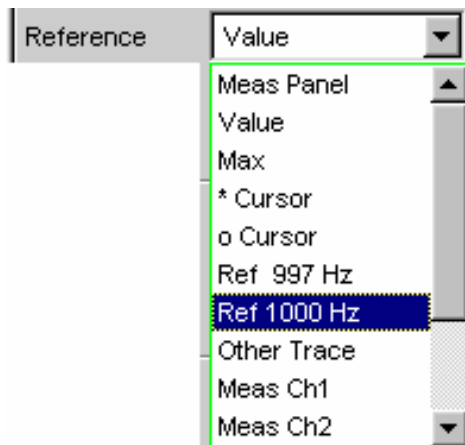 Reference Value
Meas Panel
Value
Max
* Cursor
o Cursor
Ref 997 Hz
Ref 1000 Hz
Other Trace
Meas Ch1
Meas Ch2